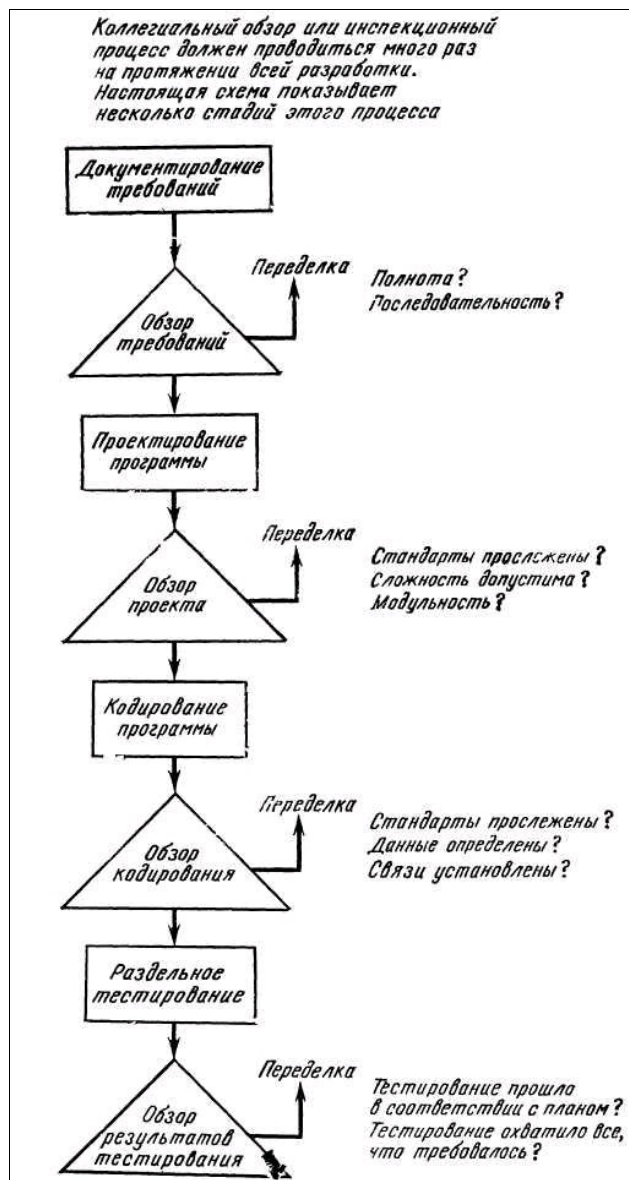 Коллегиальный обзор или инспекционный
процесс должен проводиться много раз
на протяжении всей разработки.
Настоящая схема показывает
несколько стадий этого процесса
Документирование
требований
Переделка
Полнота?
Последовательность?
Обзор
требований
Проектирование
программы
Переделка
Стандарты прослежены?
Сложность допустима?
Модульность?
Обзор
проекта
Кодирование
программы
Переделка
Стандарты прослежены?
Данные определены?
Связи установлены?
Обзор
кодирования
Раздельное
тестирование
Переделка
Тестирование прошло
в соответствии с планом?
Тестирование охватило все,
что требовалось?
Обзор
результатов
тестирования